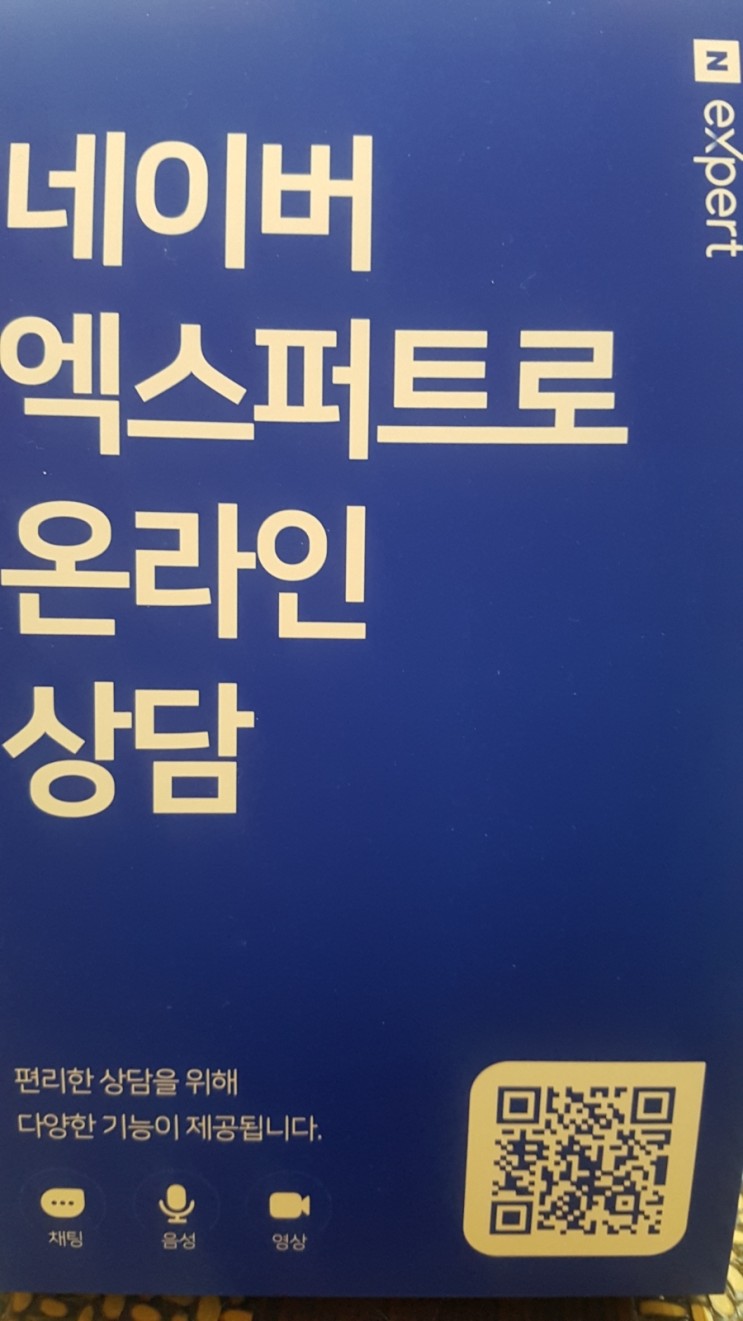 N expert
네이버
엑스퍼트로
온라인
상담
편리한 상담을 위해
다양한 기능이 제공됩니다.
채팅 음성 영상